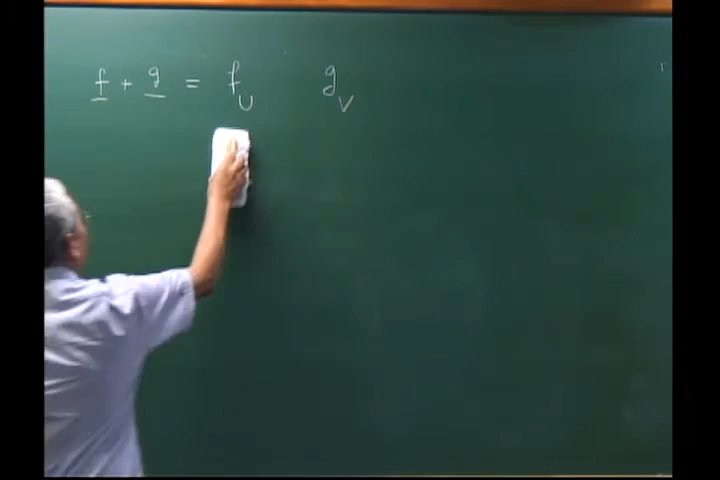 f + g = f_U g_V